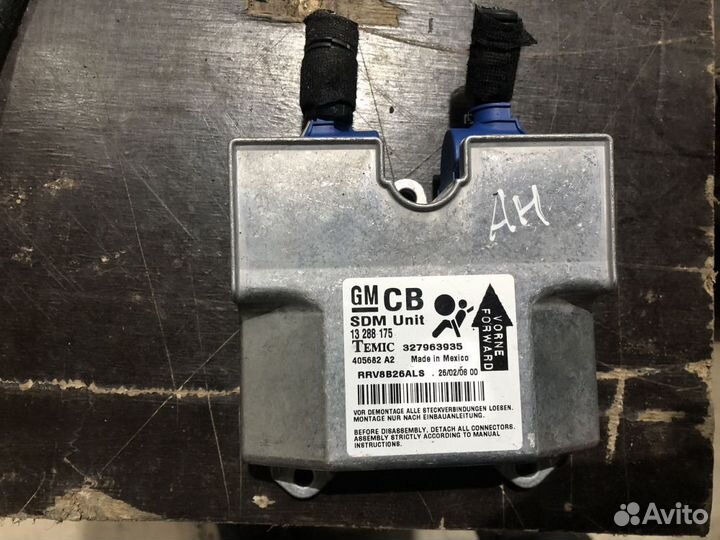 AH
GM CB
SDM Unit
13 288 175
TEMIC 327963935
405682 A2 Made in Mexico
RRV8B26ALS . 26/02/08 00
VORNE
FORWARD
VOR DEMONTAGE ALLE STECKVERBINDUNGEN LOESEN.
MONTAGE NUR NACH EINBAUANLEITUNG.
BEFORE DISASSEMBLY, DETACH ALL CONNECTORS.
ASSEMBLY STRICTLY ACCORDING TO MANUAL
INSTRUCTIONS.
Avito